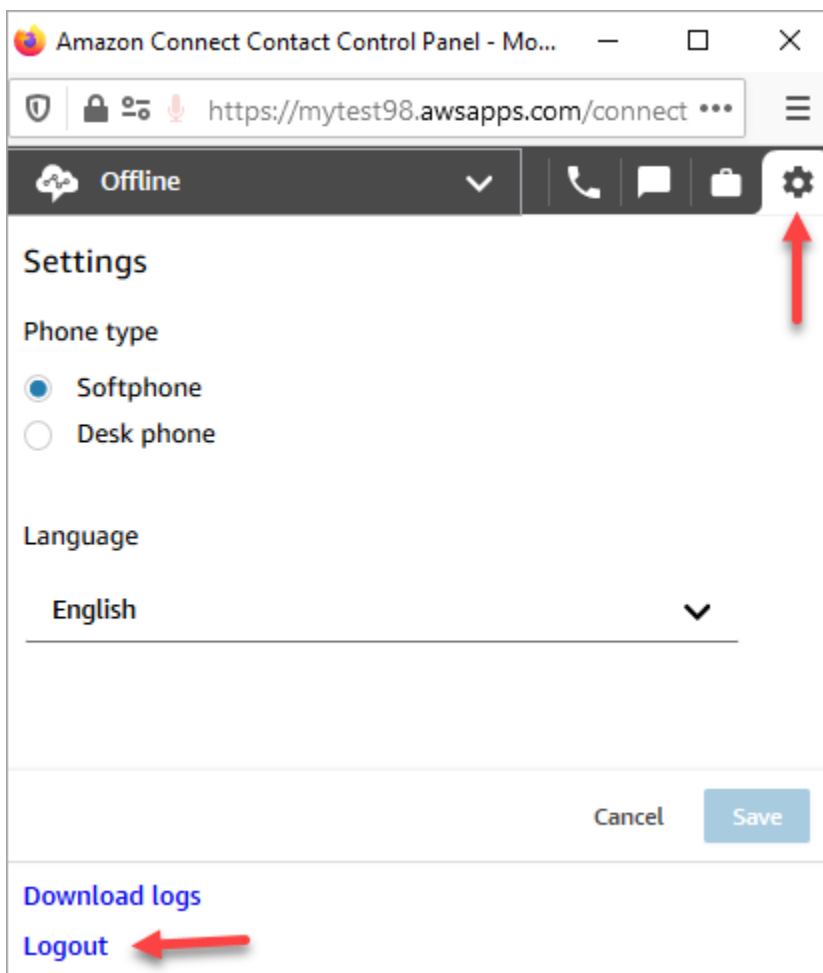 Amazon Connect Contact Control Panel - Mo...
https://mytest98.awsapps.com/connect
Offline
Settings
Phone type
Softphone
Desk phone
Language
English
Cancel Save
Download logs
Logout